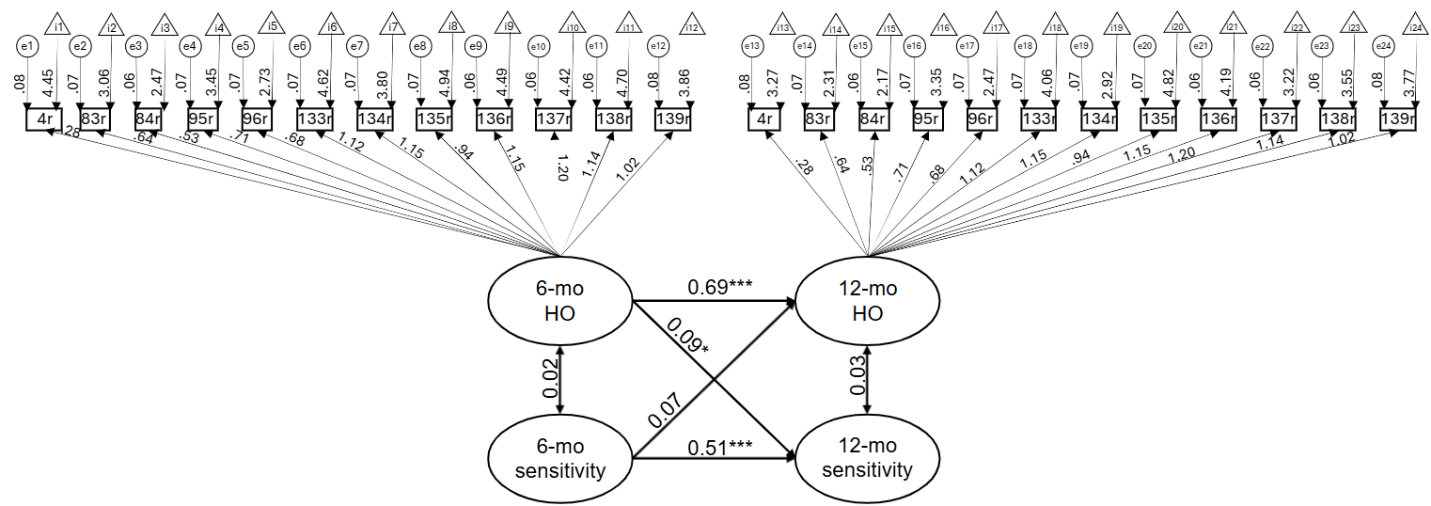 i1 i2 i3 i4 i5 i6 i7 i8 i9 i10 i11 i12 i13 i14 i15 i16 i17 i18 i19 i20 i21 i22 i23 i24
e1 e2 e3 e4 e5 e6 e7 e8 e9 e10 e11 e12 e13 e14 e15 e16 e17 e18 e19 e20 e21 e22 e23 e24
.08 4.45 .07 3.06 .06 2.47 .07 3.45 .07 2.73 .07 4.62 .07 3.80 .07 4.94 .06 4.49 .06 4.42 .06 4.70 .08 3.86 .08 3.27 .07 2.31 .06 2.17 .07 3.35 .07 2.47 .07 4.06 .07 2.92 .07 4.82 .06 4.19 .06 3.22 .06 3.55 .08 3.77
4r 83r 84r 95r 96r 133r 134r 135r 136r 137r 138r 139r 4r 83r 84r 95r 96r 133r 134r 135r 136r 137r 138r 139r
.28 .64 .53 .71 .68 1.12 1.15 .94 1.15 1.20 1.14 1.02 .28 .64 .53 .71 .68 1.12 1.15 .94 1.15 1.20 1.14 1.02
6-mo
HO
0.69***
12-mo
HO
0.09*
0.02
0.03
0.07
6-mo
sensitivity
0.51***
12-mo
sensitivity